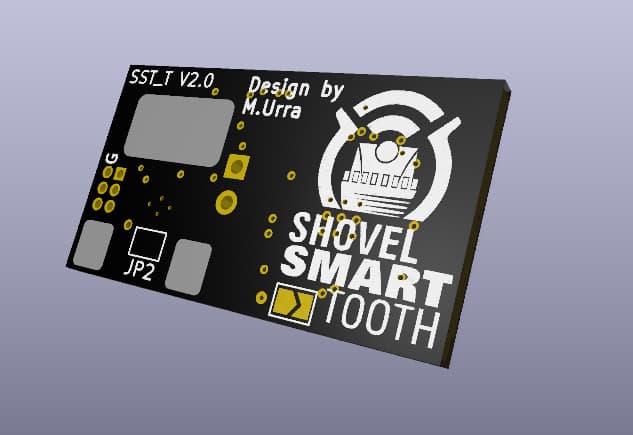 SST_T V2.0
Design by
M.Urra
G
SHOVEL
SMART
TOOTH
JP2